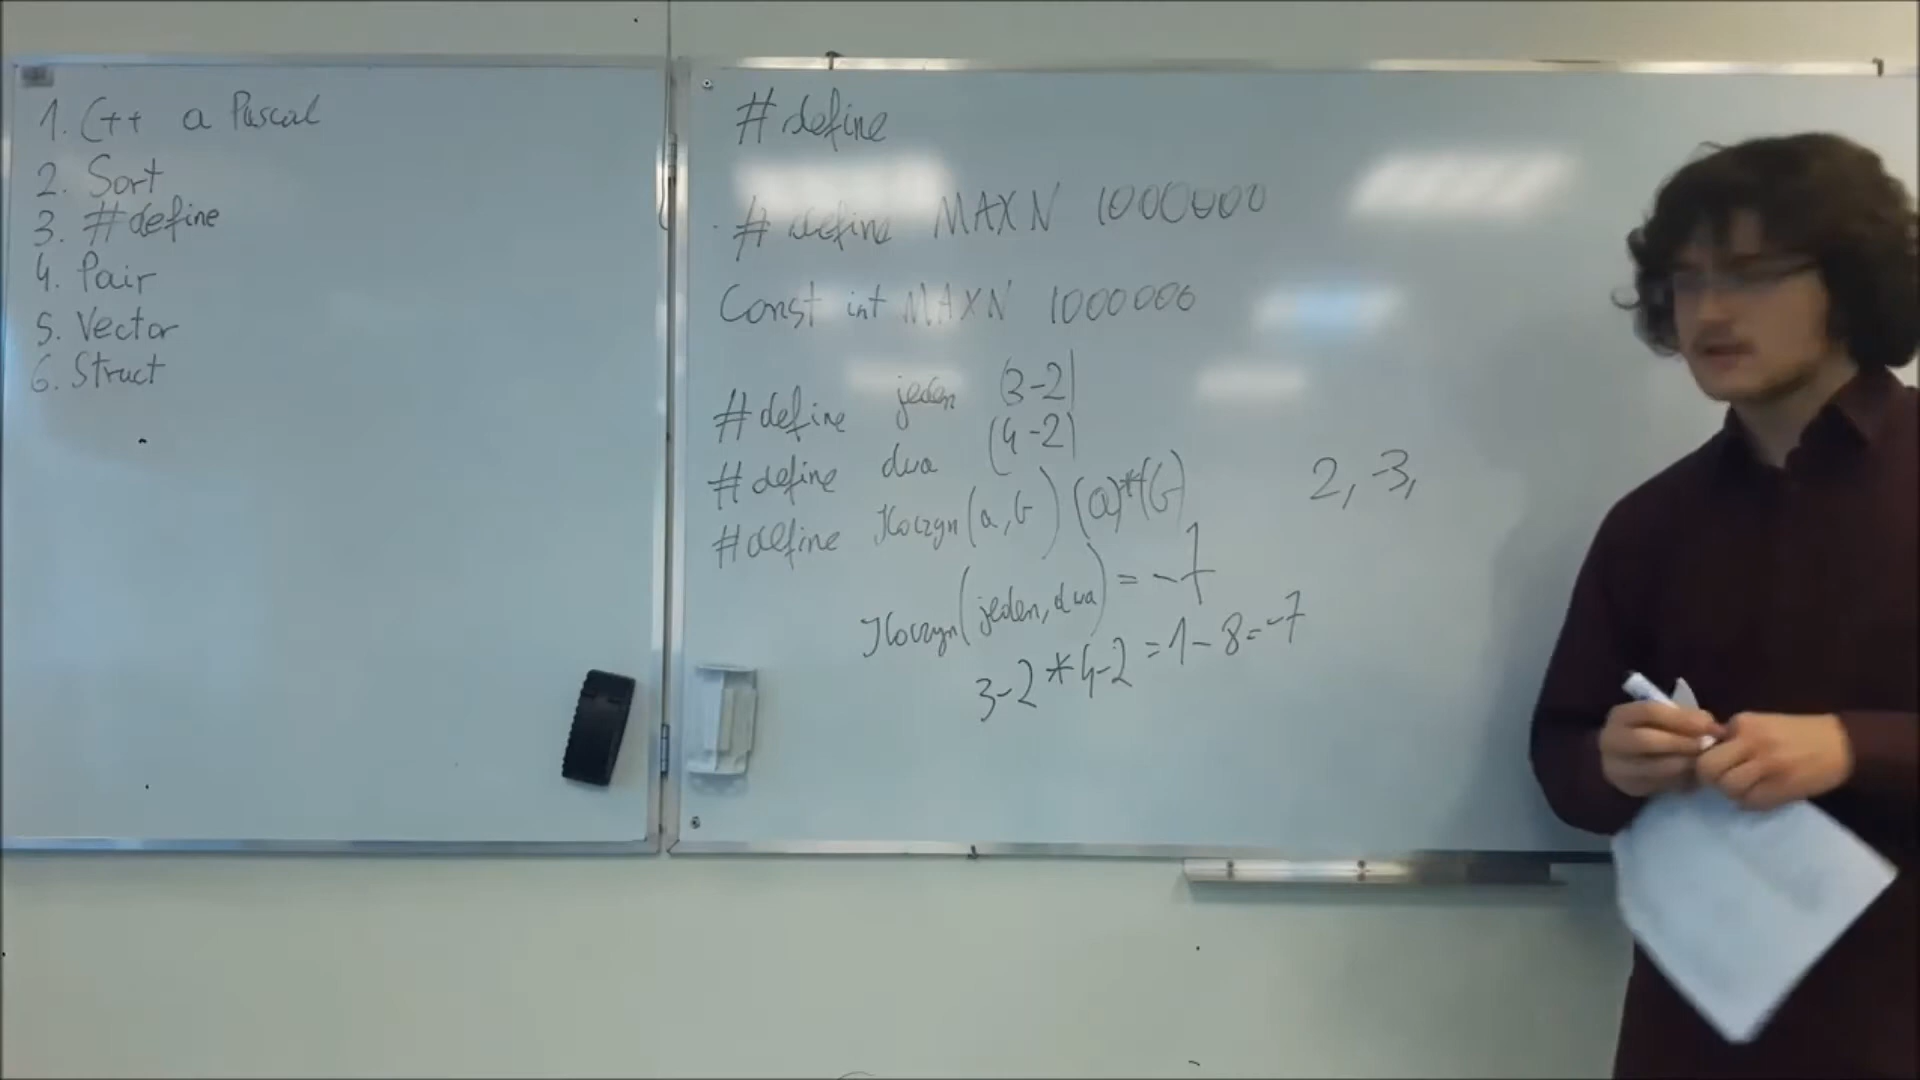 1. C++ a Pascal
2. Sort
3. #define
4. Pair
5. Vector
6. Struct
#define
#define MAXN 1000000
Const int MAXN 1000000
#define jeden (3-2)
#define dwa (4-2)
#define Iloczyn(a,b) (a)*(b)
2, -3,
Iloczyn(jeden, dwa) = -7
3-2*4-2 = 1-8=-7